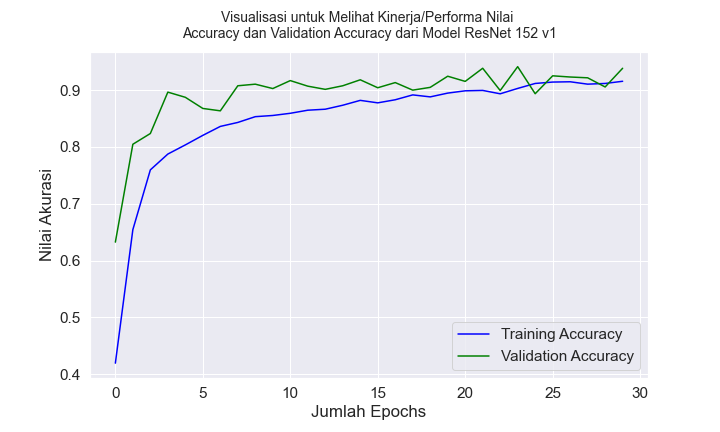 Visualisasi untuk Melihat Kinerja/Performa Nilai
Accuracy dan Validation Accuracy dari Model ResNet 152 v1
Nilai Akurasi
0.9
0.8
0.7
0.6
0.5
0.4
Training Accuracy
Validation Accuracy
0 5 10 15 20 25 30
Jumlah Epochs